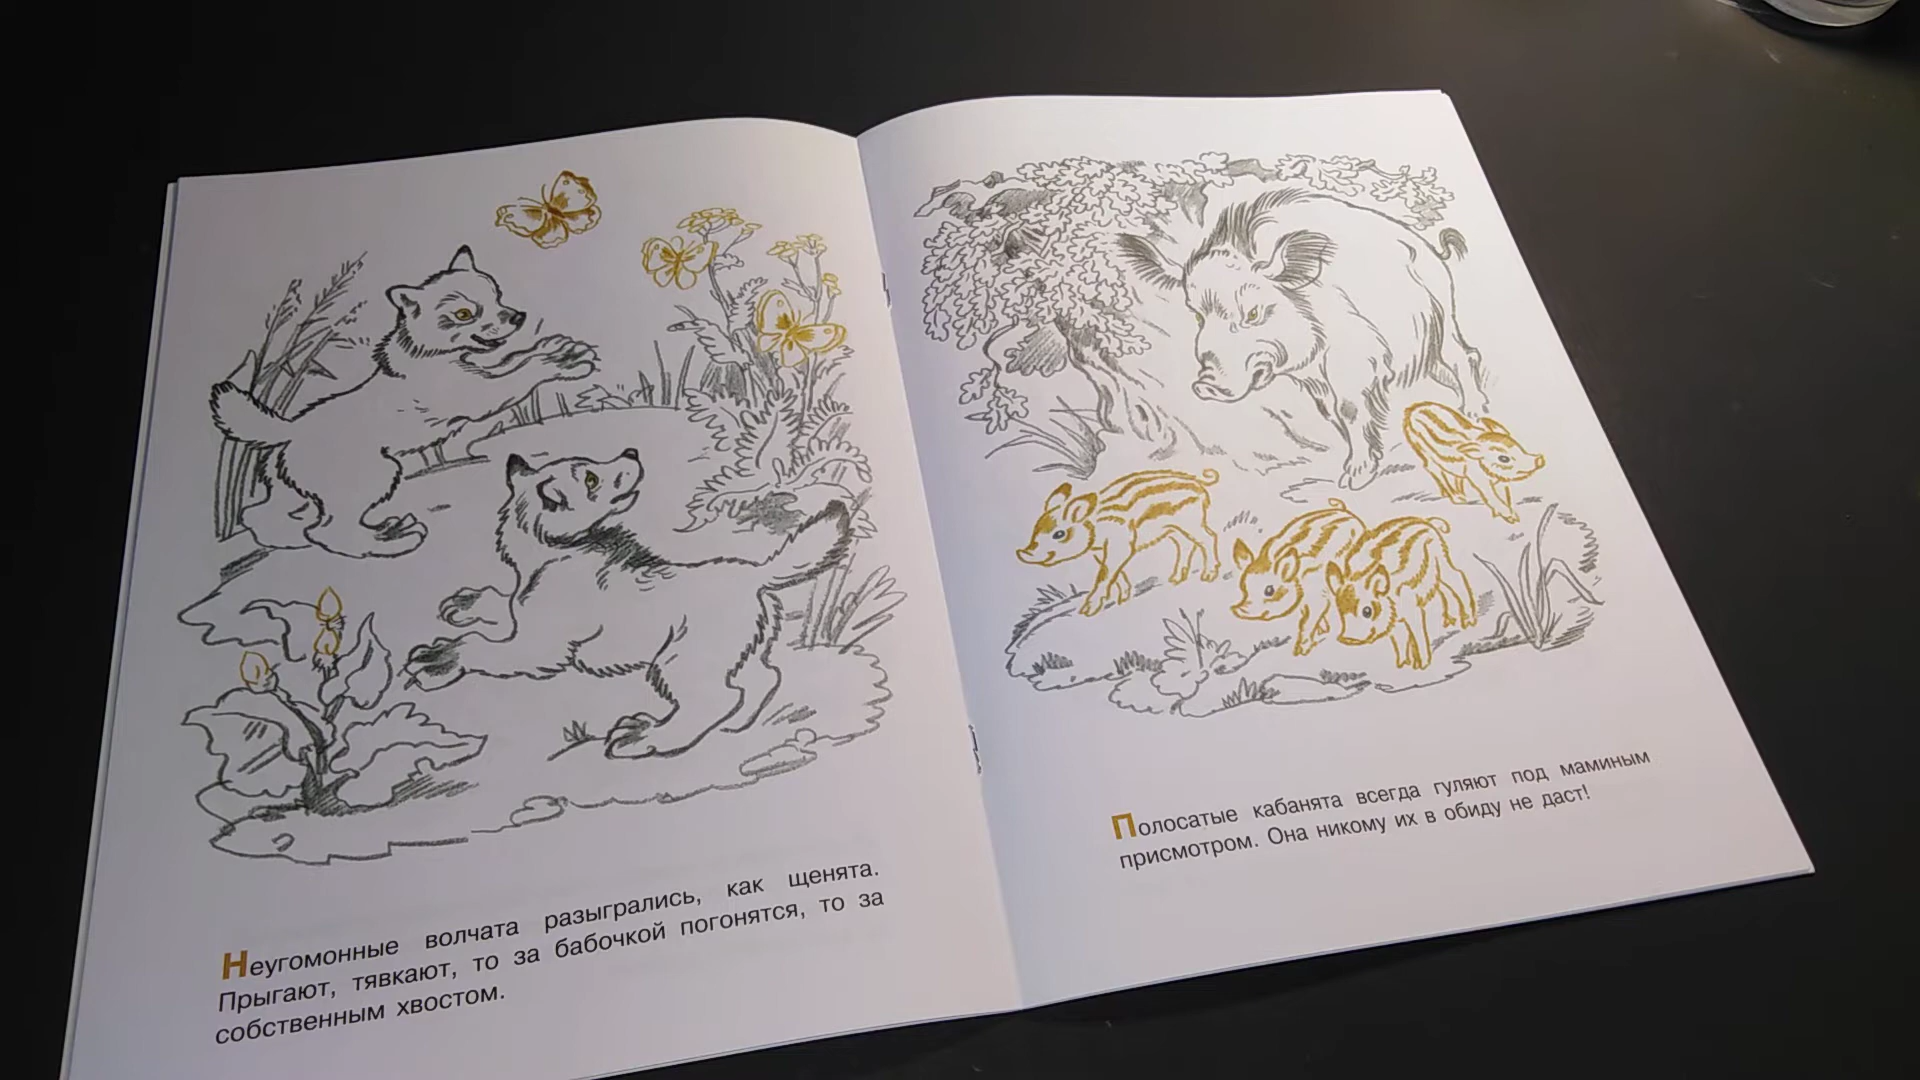 Неугомонные волчата разыгрались, как щенята.
Прыгают, тявкают, то за бабочкой погонятся, то за
собственным хвостом.
Полосатые кабанята всегда гуляют под маминым
присмотром. Она никому их в обиду не даст!